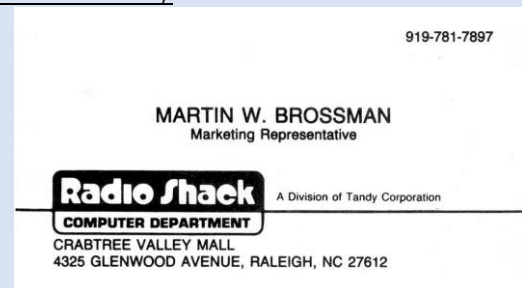 919-781-7897
MARTIN W. BROSSMAN
Marketing Representative
Radio Shack
A Division of Tandy Corporation
COMPUTER DEPARTMENT
CRABTREE VALLEY MALL
4325 GLENWOOD AVENUE, RALEIGH, NC 27612